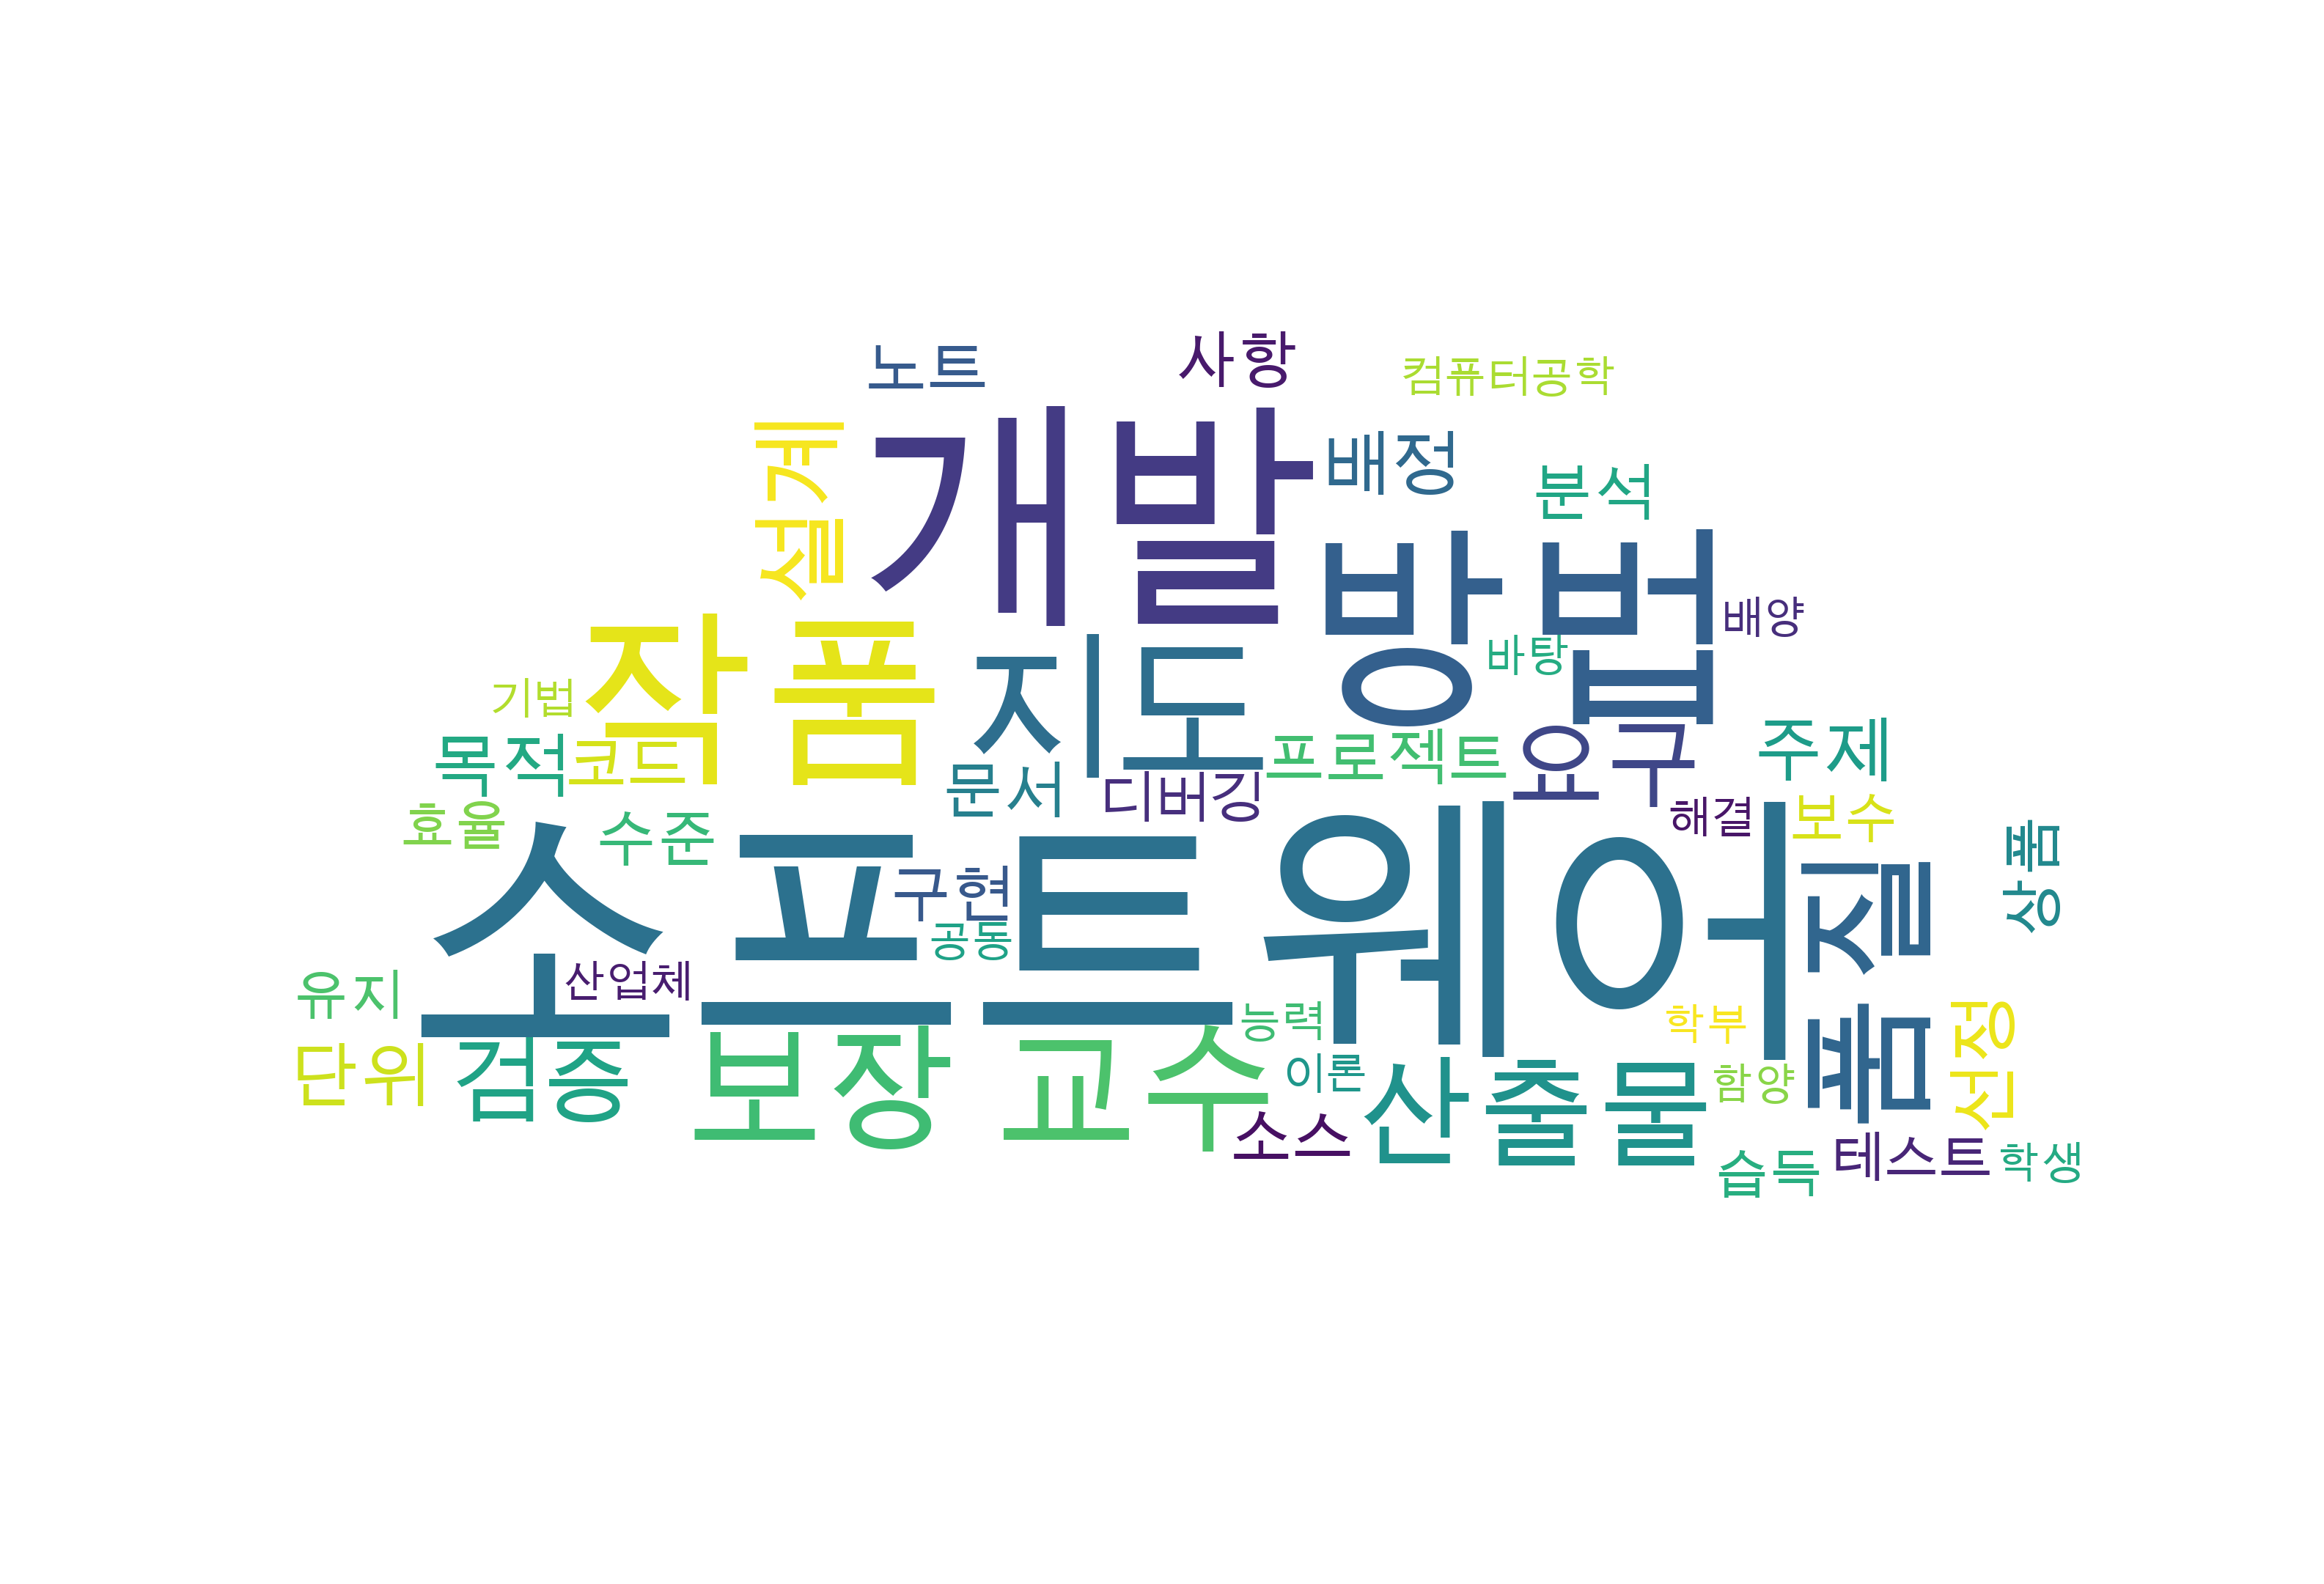 노트
사항
컴퓨터공학
설계
개발
배정
분석
방법
배양
작품
지도
바탕
기법
목적
코드
문서
디버깅
프로젝트
요구
주제
효율
수준
해결
보수
상품
소프트웨어
구현
공동
품질
유지
산업체
능력
학부
선정
단위
검증
보장
교수
이론
소스
산출물
함양
습득
테스트
학생